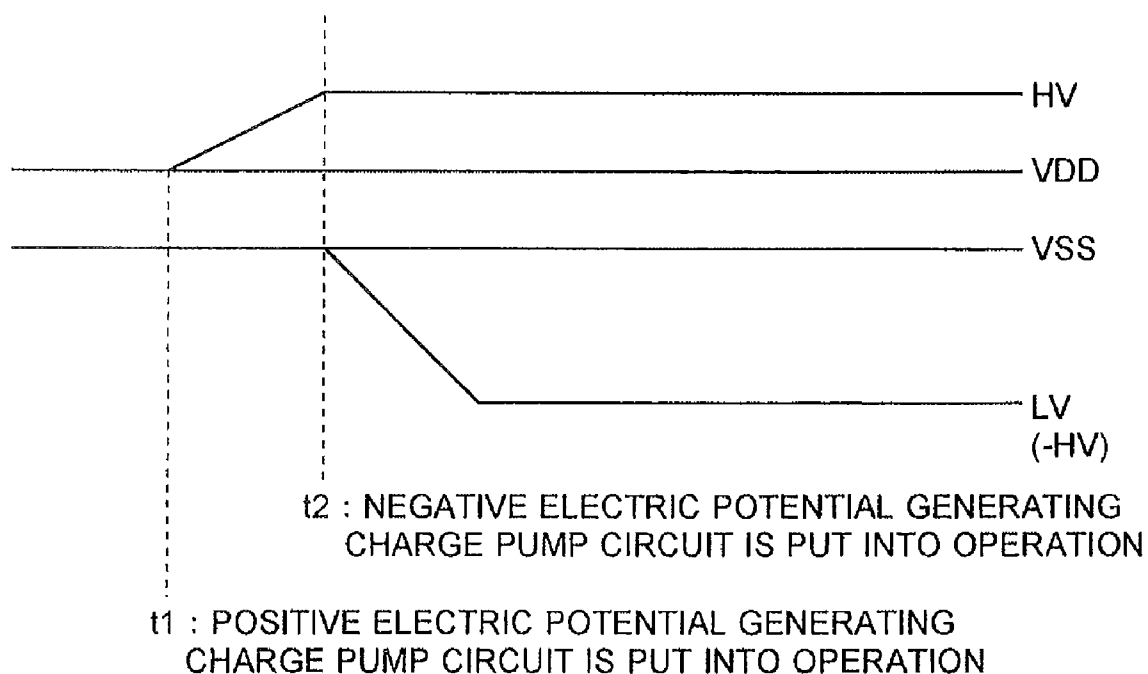 HV
VDD
VSS
LV
(-HV)
t2 : NEGATIVE ELECTRIC POTENTIAL GENERATING
CHARGE PUMP CIRCUIT IS PUT INTO OPERATION
t1 : POSITIVE ELECTRIC POTENTIAL GENERATING
CHARGE PUMP CIRCUIT IS PUT INTO OPERATION